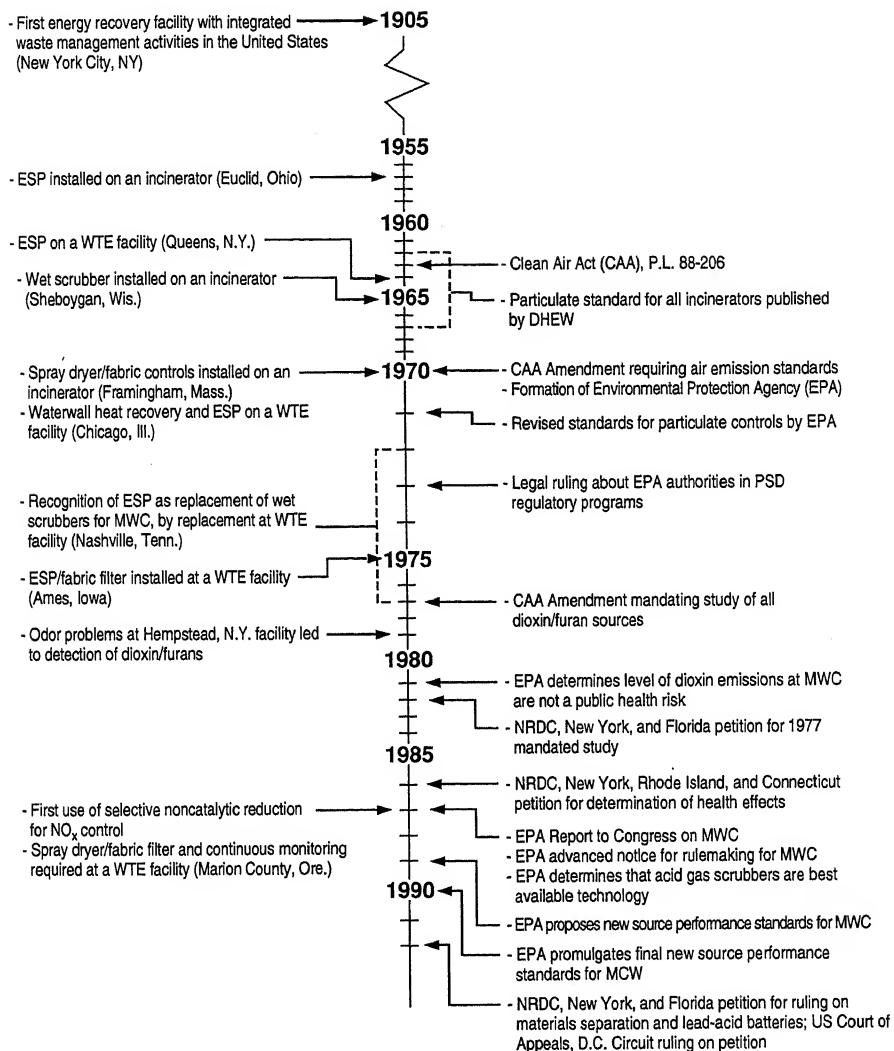 - First energy recovery facility with integrated
waste management activities in the United States
(New York City, NY)
1905
1955
- ESP installed on an incinerator (Euclid, Ohio)
1960
- ESP on a WTE facility (Queens, N.Y.)
- Clean Air Act (CAA), P.L. 88-206
- Wet scrubber installed on an incinerator
(Sheboygan, Wis.)
1965
- Particulate standard for all incinerators published
by DHEW
- Spray dryer/fabric controls installed on an
incinerator (Framingham, Mass.)
- Waterwall heat recovery and ESP on a WTE
facility (Chicago, Ill.)
1970
- CAA Amendment requiring air emission standards
- Formation of Environmental Protection Agency (EPA)
- Revised standards for particulate controls by EPA
- Legal ruling about EPA authorities in PSD
regulatory programs
- Recognition of ESP as replacement of wet
scrubbers for MWC, by replacement at WTE
facility (Nashville, Tenn.)
1975
- ESP/fabric filter installed at a WTE facility
(Ames, Iowa)
- CAA Amendment mandating study of all
dioxin/furan sources
- Odor problems at Hempstead, N.Y. facility led
to detection of dioxin/furans
1980
- EPA determines level of dioxin emissions at MWC
are not a public health risk
- NRDC, New York, and Florida petition for 1977
mandated study
1985
- NRDC, New York, Rhode Island, and Connecticut
petition for determination of health effects
- First use of selective noncatalytic reduction
for NOx control
- Spray dryer/fabric filter and continuous monitoring
required at a WTE facility (Marion County, Ore.)
- EPA Report to Congress on MWC
- EPA advanced notice for rulemaking for MWC
- EPA determines that acid gas scrubbers are best
available technology
1990
- EPA proposes new source performance standards for MWC
- EPA promulgates final new source performance
standards for MCW
- NRDC, New York, and Florida petition for ruling on
materials separation and lead-acid batteries; US Court of
Appeals, D.C. Circuit ruling on petition